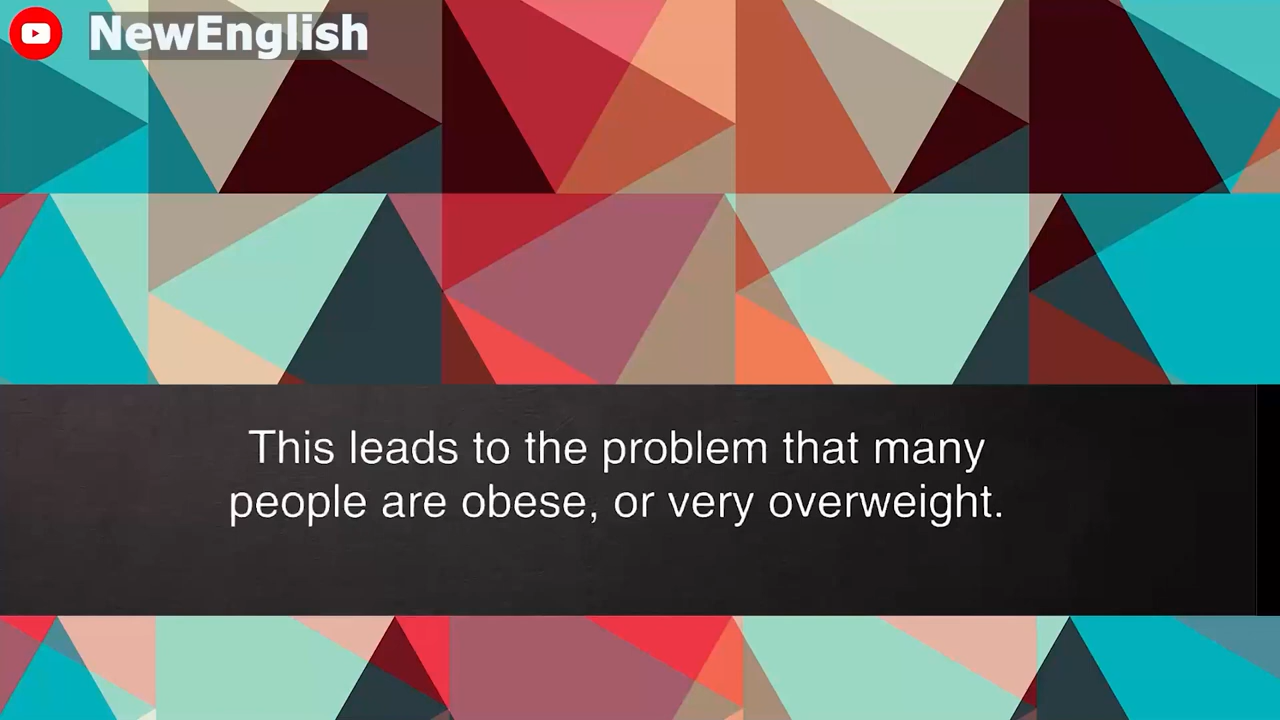 NewEnglish
This leads to the problem that many
people are obese, or very overweight.